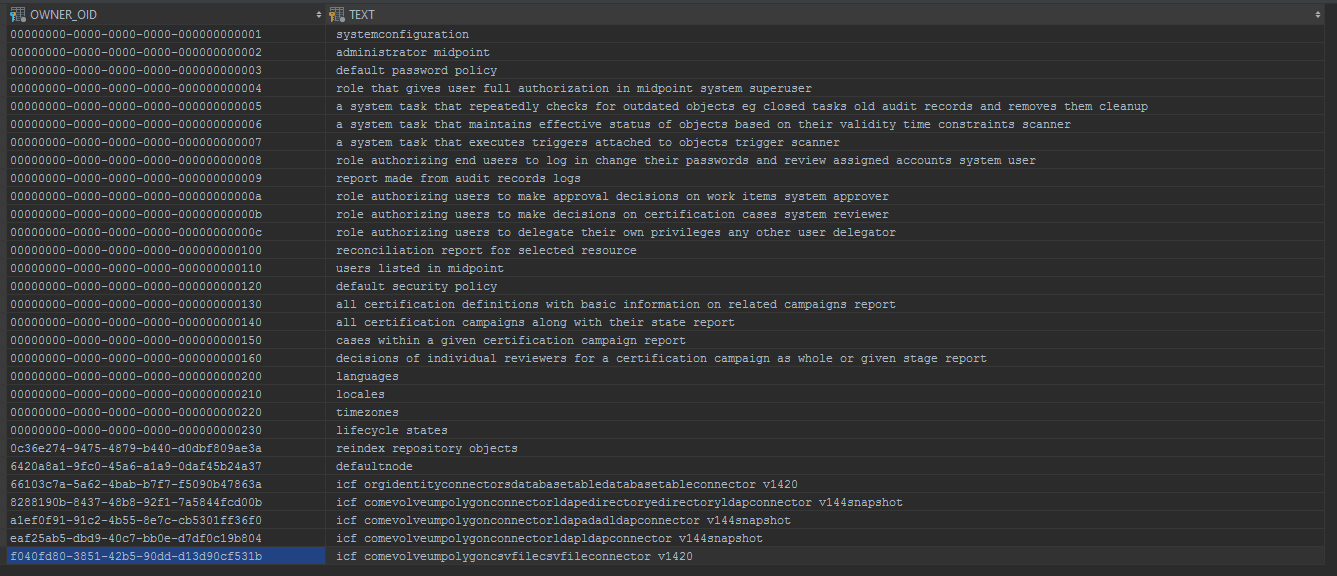 OWNER_OID TEXT
00000000-0000-0000-0000-000000000001 systemconfiguration
00000000-0000-0000-0000-000000000002 administrator midpoint
00000000-0000-0000-0000-000000000003 default password policy
00000000-0000-0000-0000-000000000004 role that gives user full authorization in midpoint system superuser
00000000-0000-0000-0000-000000000005 a system task that repeatedly checks for outdated objects eg closed tasks old audit records and removes them cleanup
00000000-0000-0000-0000-000000000006 a system task that maintains effective status of objects based on their validity time constraints scanner
00000000-0000-0000-0000-000000000007 a system task that executes triggers attached to objects trigger scanner
00000000-0000-0000-0000-000000000008 role authorizing end users to log in change their passwords and review assigned accounts system user
00000000-0000-0000-0000-000000000009 report made from audit records logs
00000000-0000-0000-0000-00000000000a role authorizing users to make approval decisions on work items system approver
00000000-0000-0000-0000-00000000000b role authorizing users to make decisions on certification cases system reviewer
00000000-0000-0000-0000-00000000000c role authorizing users to delegate their own privileges any other user delegator
00000000-0000-0000-0000-000000000100 reconciliation report for selected resource
00000000-0000-0000-0000-000000000110 users listed in midpoint
00000000-0000-0000-0000-000000000120 default security policy
00000000-0000-0000-0000-000000000130 all certification definitions with basic information on related campaigns report
00000000-0000-0000-0000-000000000140 all certification campaigns along with their state report
00000000-0000-0000-0000-000000000150 cases within a given certification campaign report
00000000-0000-0000-0000-000000000160 decisions of individual reviewers for a certification campaign as whole or given stage report
00000000-0000-0000-0000-000000000200 languages
00000000-0000-0000-0000-000000000210 locales
00000000-0000-0000-0000-000000000220 timezones
00000000-0000-0000-0000-000000000230 lifecycle states
0c36e274-9475-4879-b440-d0dbf809ae3a reindex repository objects
6420a8a1-9fc0-45a6-a1a9-0daf45b24a37 defaultnode
66103c7a-5a62-4bab-b7f7-f5090b47863a icf orgidentityconnectorsdatabasetabledatabasetableconnector v1420
8288190b-8437-48b8-92f1-7a5844fcd00b icf comevolveumpolygonconnectorldapedirectoryedirectoryldapconnector v144snapshot
a1ef0f91-91c2-4b55-8e7c-cb5301ff36f0 icf comevolveumpolygonconnectorldapadadldapconnector v144snapshot
eaf25ab5-dbd9-40c7-bb0e-d7df0c19b804 icf comevolveumpolygonconnectorldapldapconnector v144snapshot
f040fd80-3851-42b5-90dd-d13d90cf531b icf comevolveumpolygoncsvfilecsvfileconnector v1420